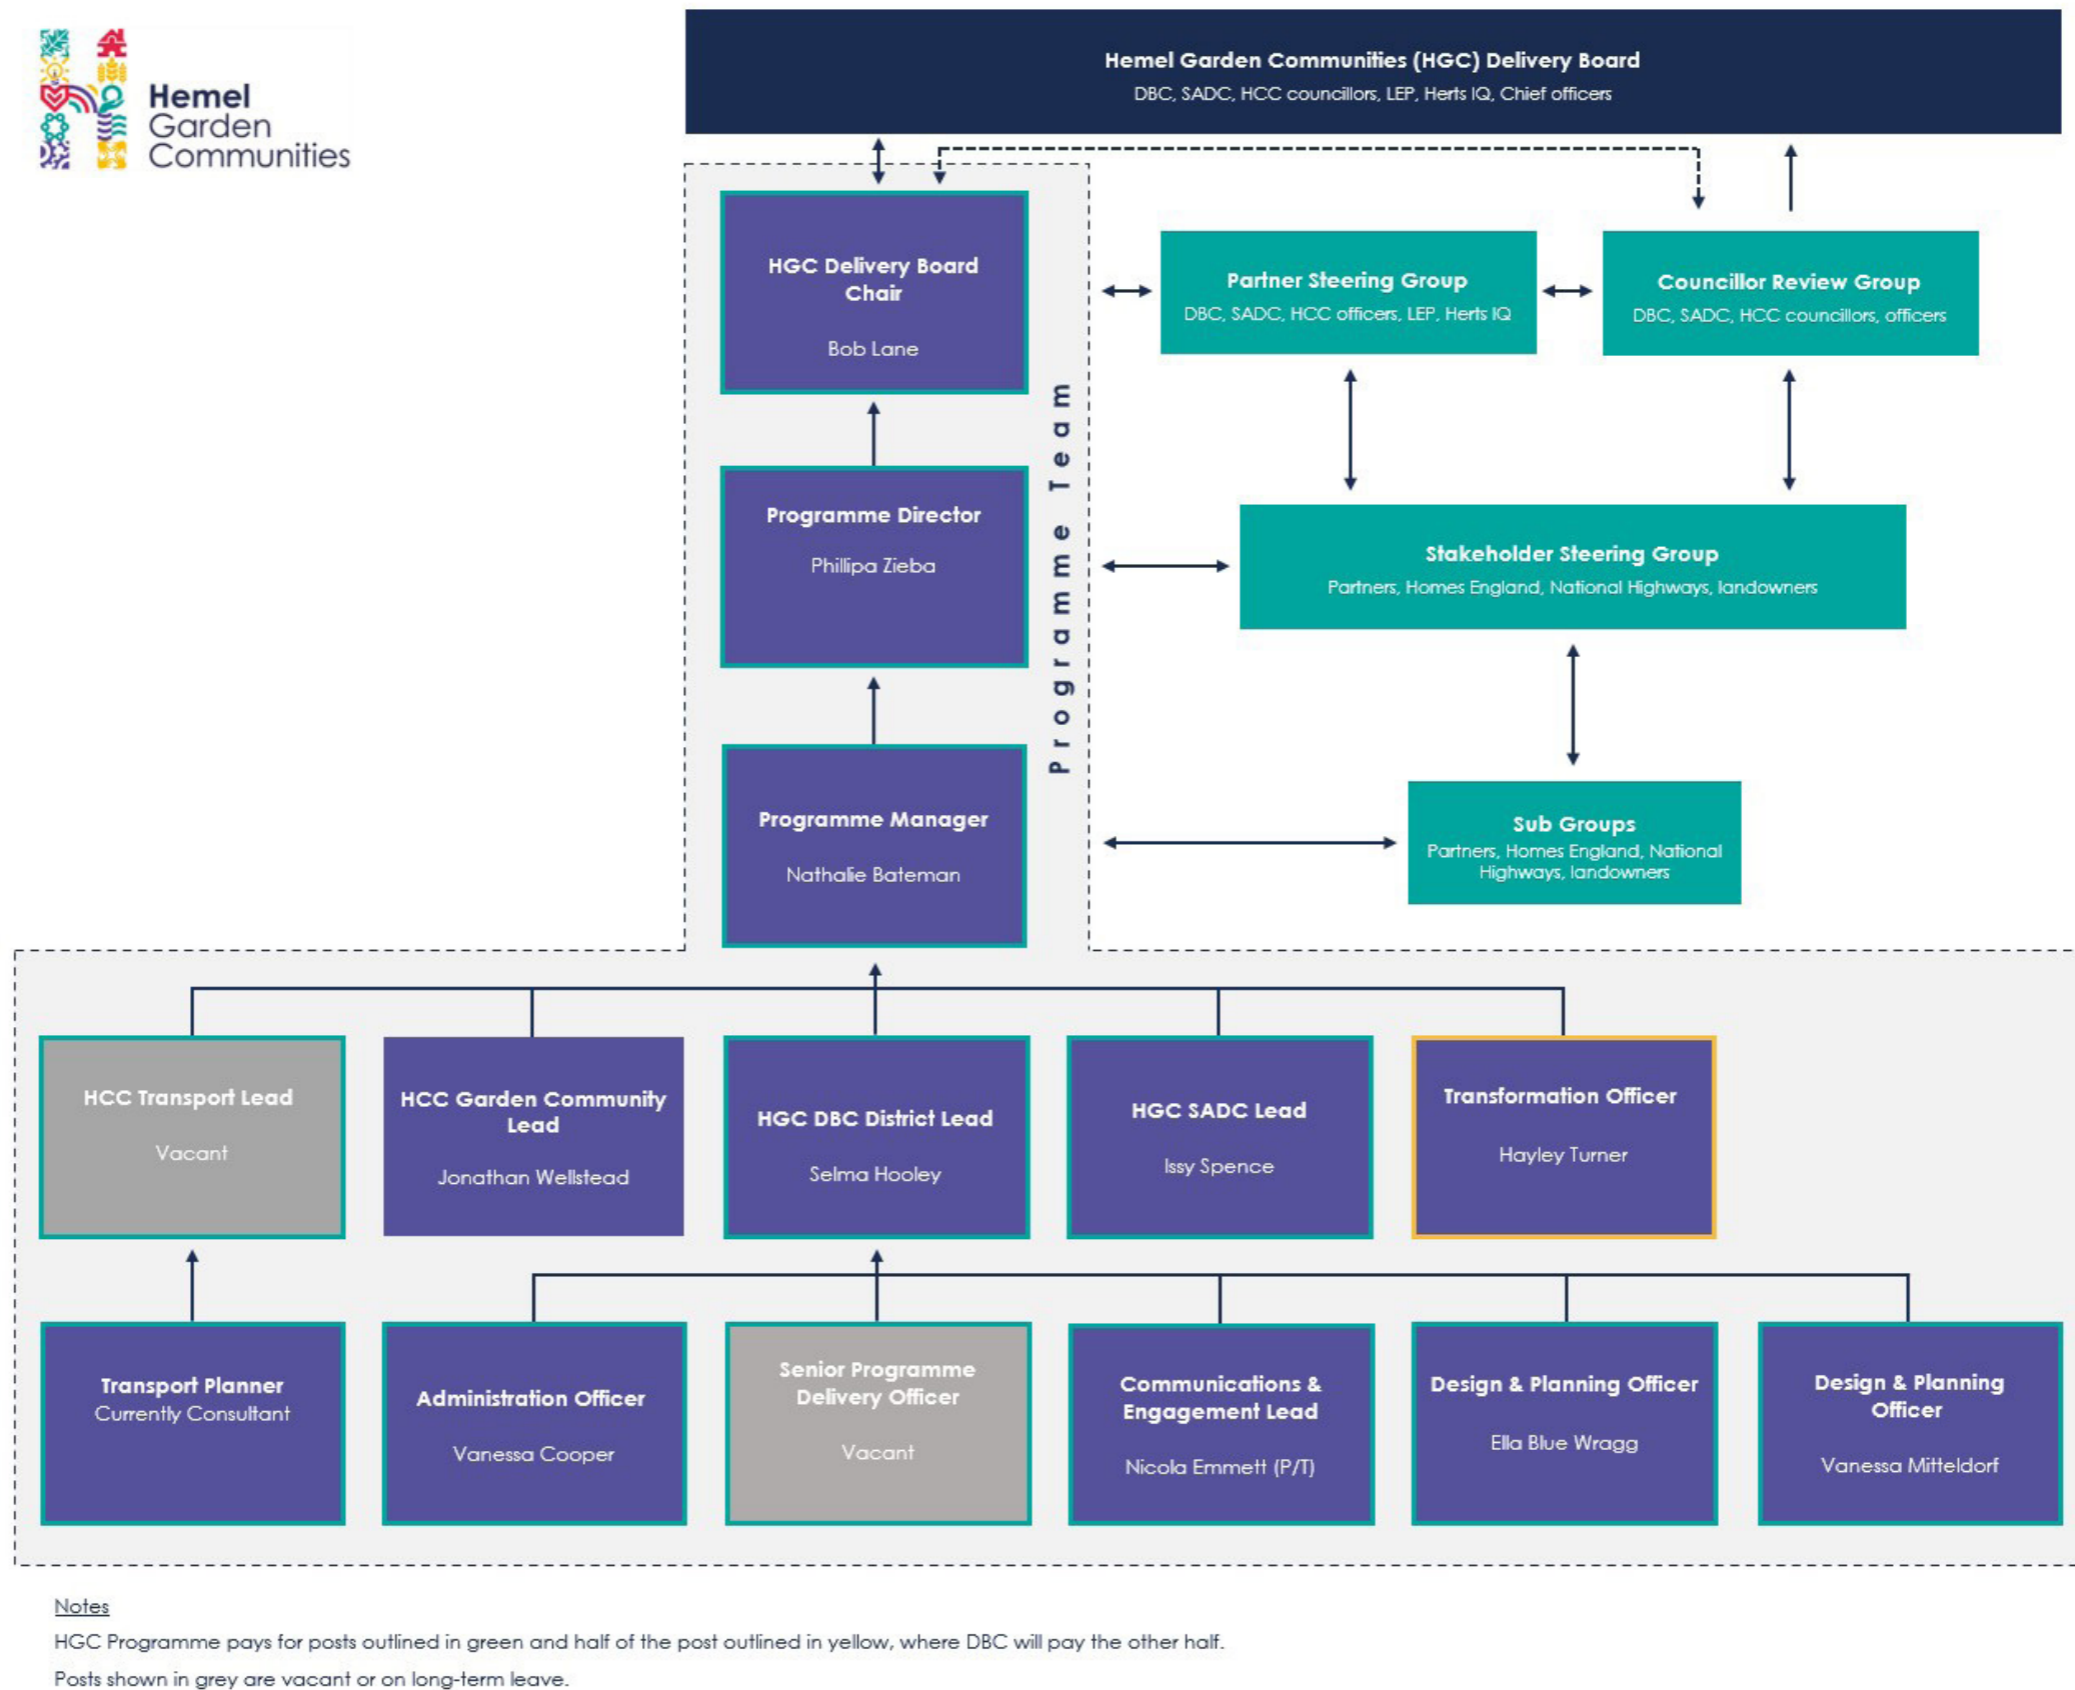 Hemel
Garden
Communities
Hemel Garden Communities (HGC) Delivery Board
DBC, SADC, HCC councillors, LEP, Herts IQ, Chief officers
HGC Delivery Board
Chair
Bob Lane
Partner Steering Group
DBC, SADC, HCC officers, LEP, Herts IQ
Councillor Review Group
DBC, SADC, HCC councillors, officers
Programme Team
Programme Director
Phillipa Zieba
Stakeholder Steering Group
Partners, Homes England, National Highways, landowners
Programme Manager
Nathalie Bateman
Sub Groups
Partners, Homes England, National
Highways, landowners
HCC Transport Lead
Vacant
HCC Garden Community
Lead
Jonathan Wellstead
HGC DBC District Lead
Selma Hooley
HGC SADC Lead
Issy Spence
Transformation Officer
Hayley Turner
Transport Planner
Currently Consultant
Administration Officer
Vanessa Cooper
Senior Programme
Delivery Officer
Vacant
Communications &
Engagement Lead
Nicola Emmett (P/T)
Design & Planning Officer
Ella Blue Wragg
Design & Planning
Officer
Vanessa Mitteldorf
Notes
HGC Programme pays for posts outlined in green and half of the post outlined in yellow, where DBC will pay the other half.
Posts shown in grey are vacant or on long-term leave.